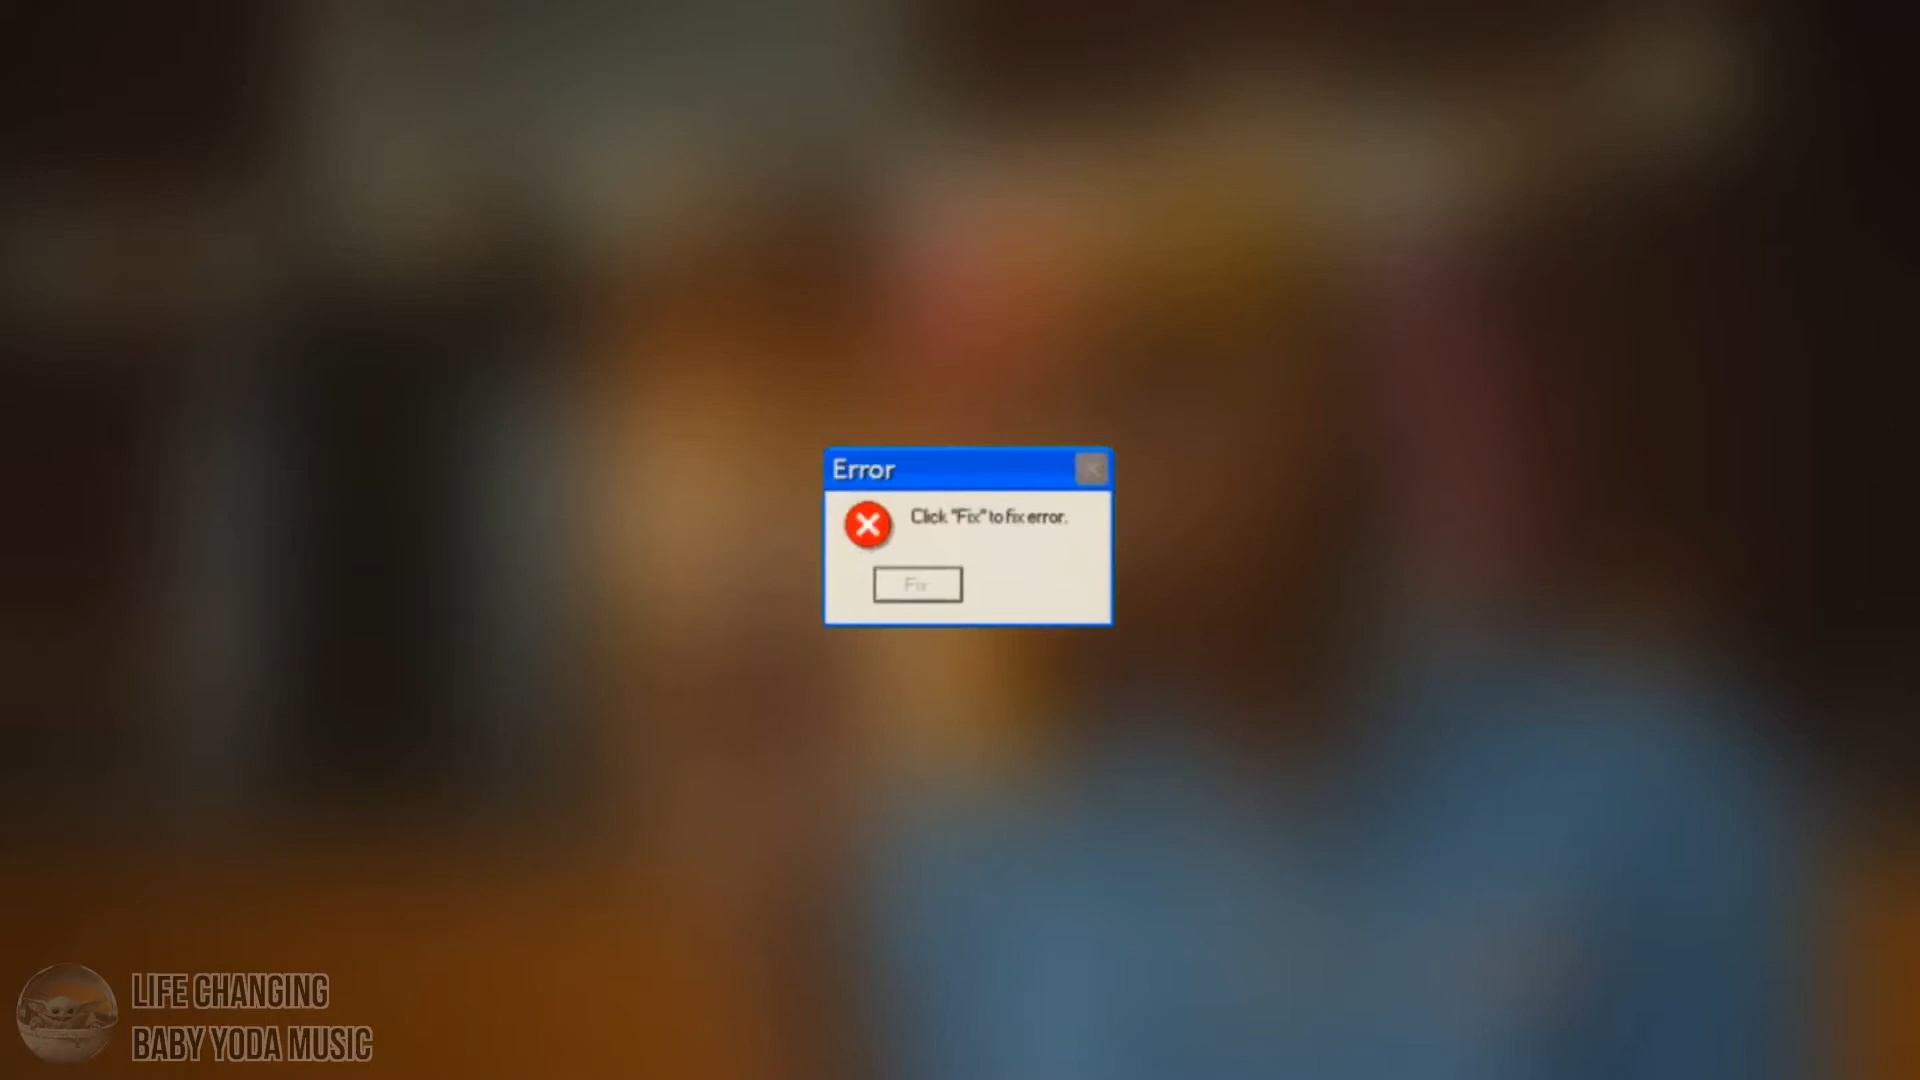 Error
Click "Fix" to fix error.
Fix
LIFE CHANGING
BABY YODA MUSIC